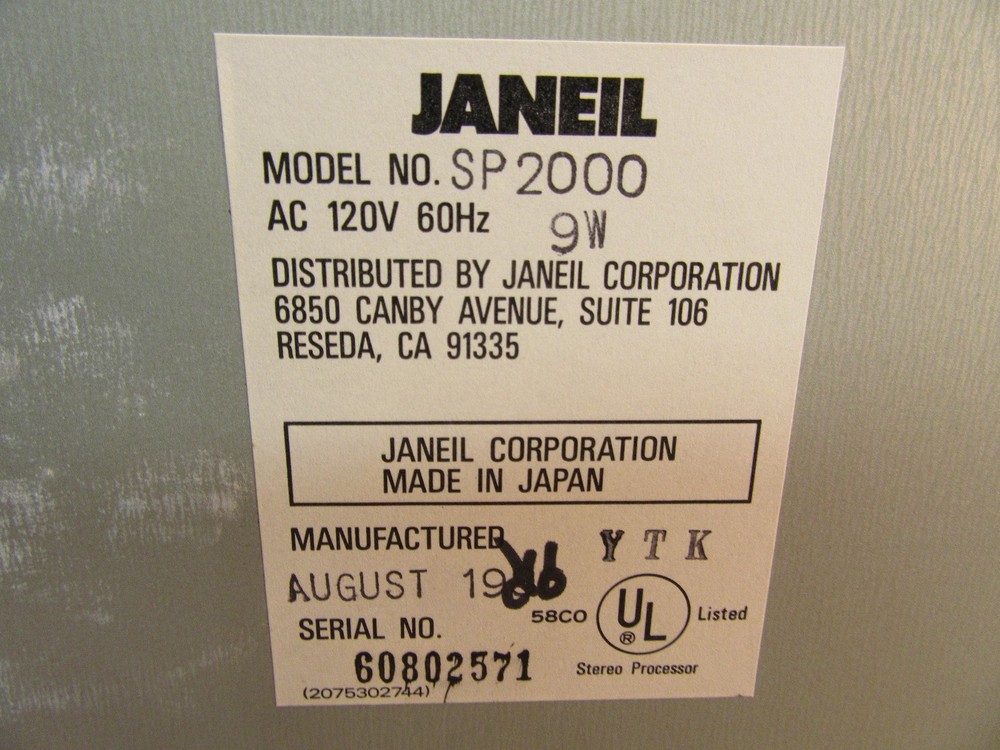 JANEIL
MODEL NO. SP2000
AC 120V 60Hz 9W
DISTRIBUTED BY JANEIL CORPORATION
6850 CANBY AVENUE, SUITE 106
RESEDA, CA 91335
JANEIL CORPORATION
MADE IN JAPAN
MANUFACTURED YTK
AUGUST 1986
58CO UL ® Listed
SERIAL NO.
60802571 Stereo Processor
(2075302744)